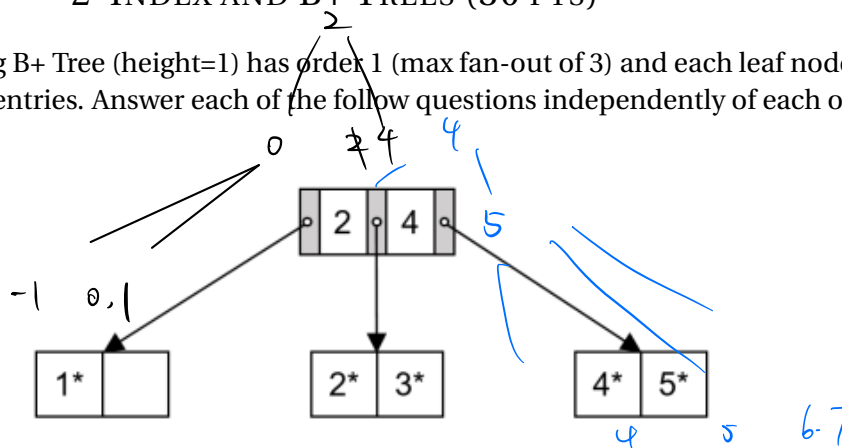 2 INDEX AND B+ TREES (30 PTS)
2
g B+ Tree (height=1) has order 1 (max fan-out of 3) and each leaf node
entries. Answer each of the follow questions independently of each o
0 4 4
2 4 5
-1 0,1
1* 2* 3* 4* 5*
4 5 6.7